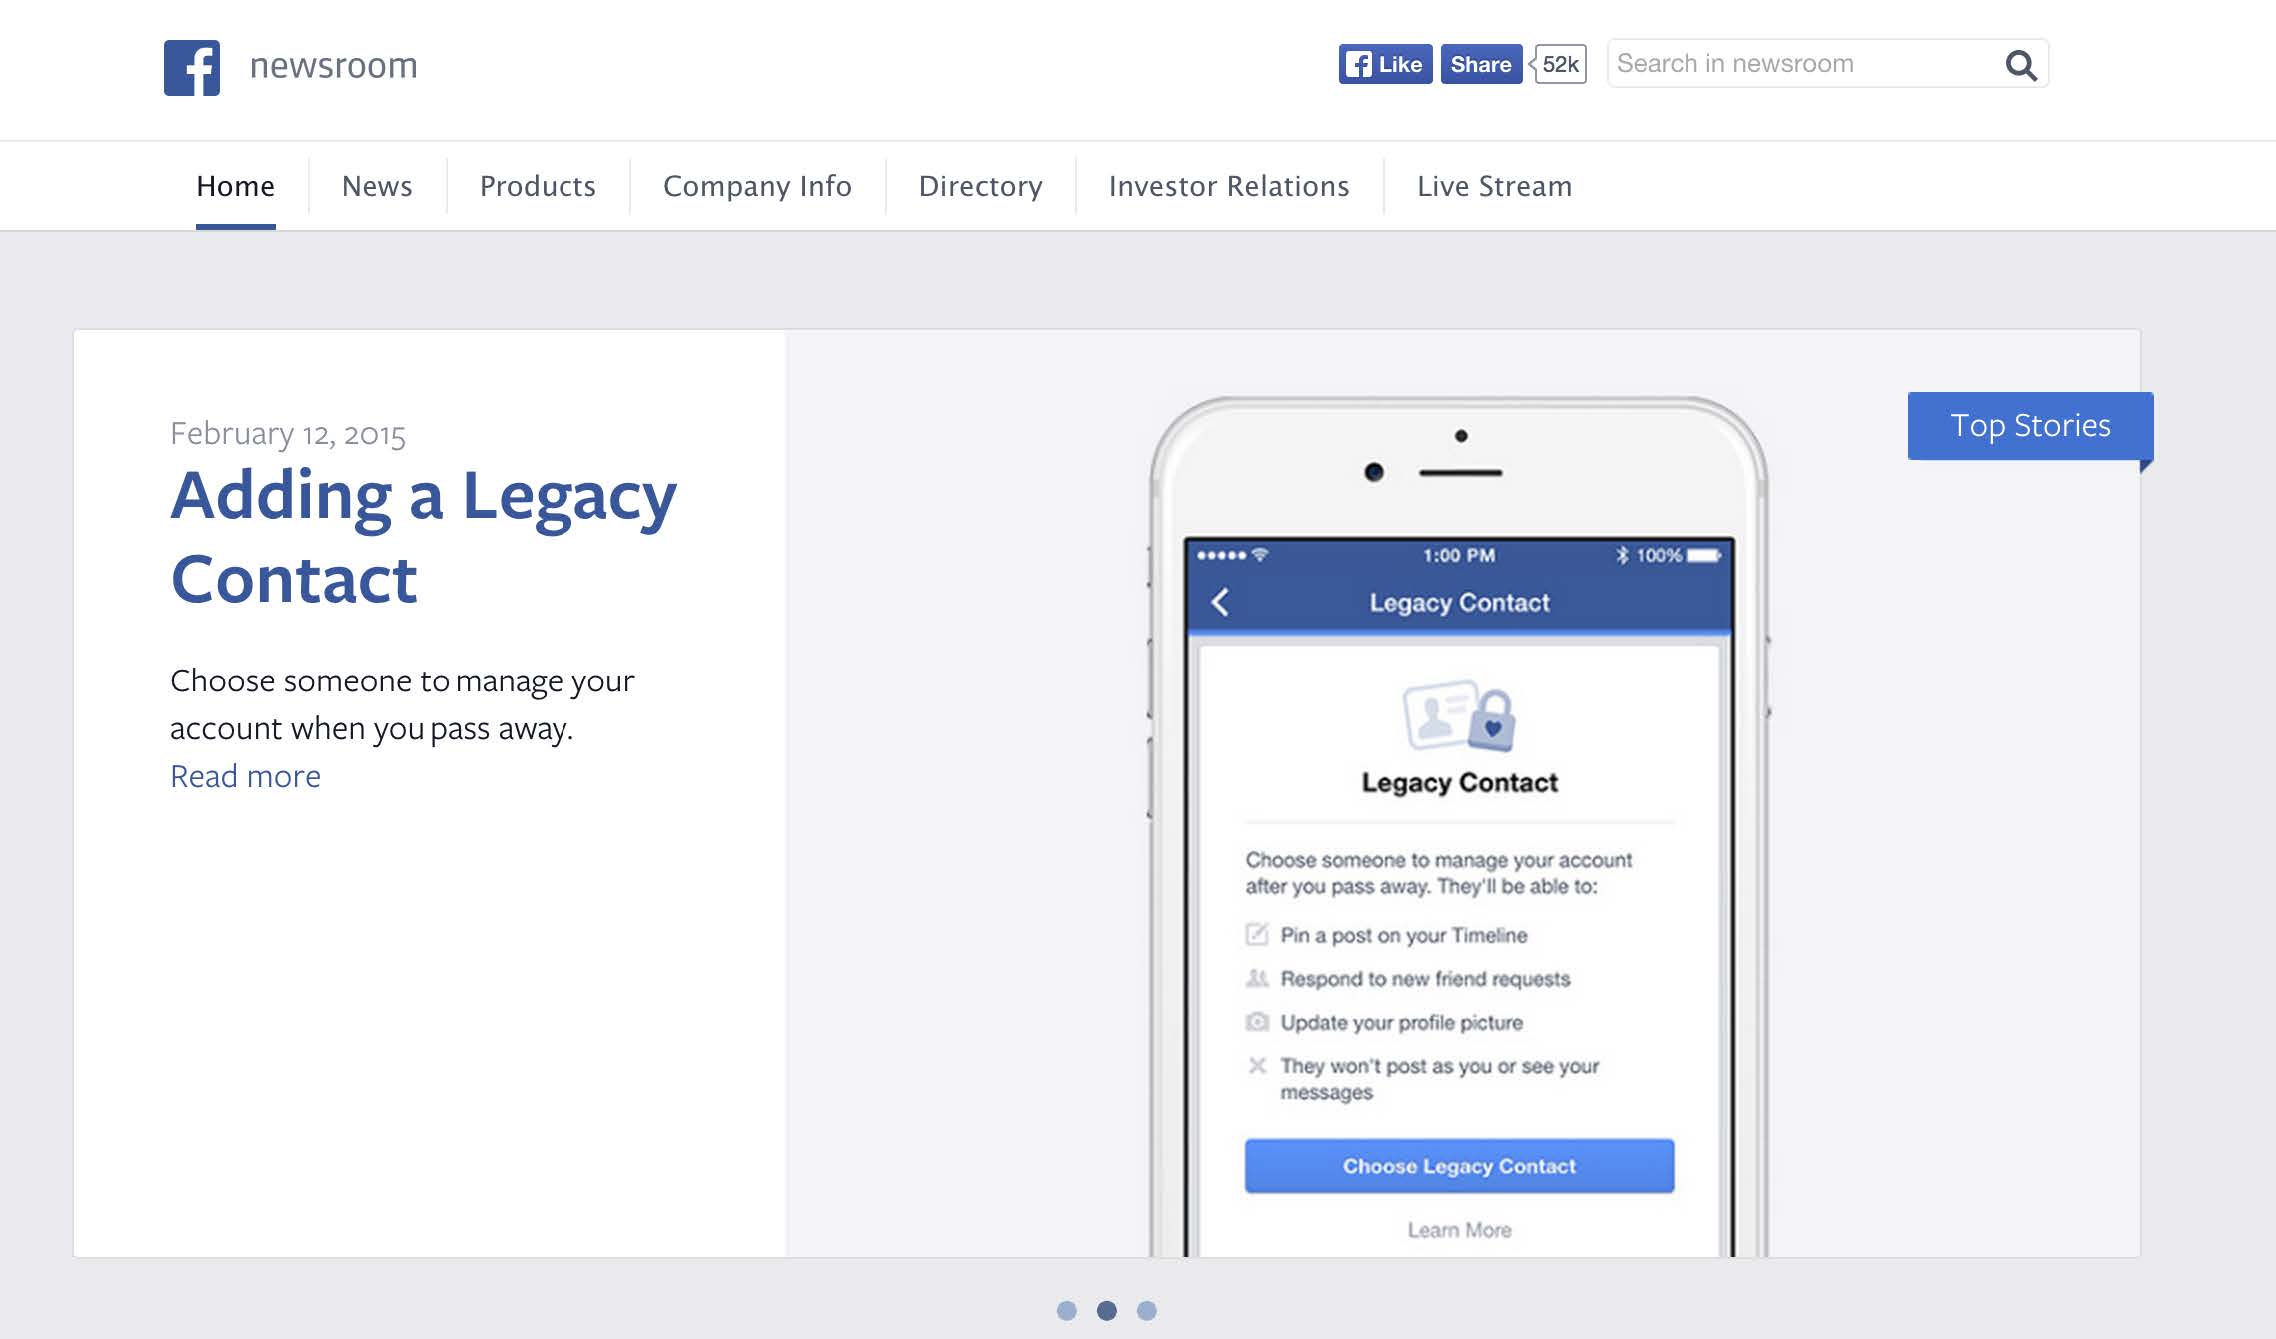 newsroom
Like Share 52k Search in newsroom
Home News Products Company Info Directory Investor Relations Live Stream
Top Stories
February 12, 2015
Adding a Legacy
Contact
Choose someone to manage your
account when you pass away.
Read more
1:00 PM 100%
Legacy Contact
Legacy Contact
Choose someone to manage your account
after you pass away. They'll be able to:
Pin a post on your Timeline
Respond to new friend requests
Update your profile picture
They won't post as you or see your
messages
Choose Legacy Contact
Learn More